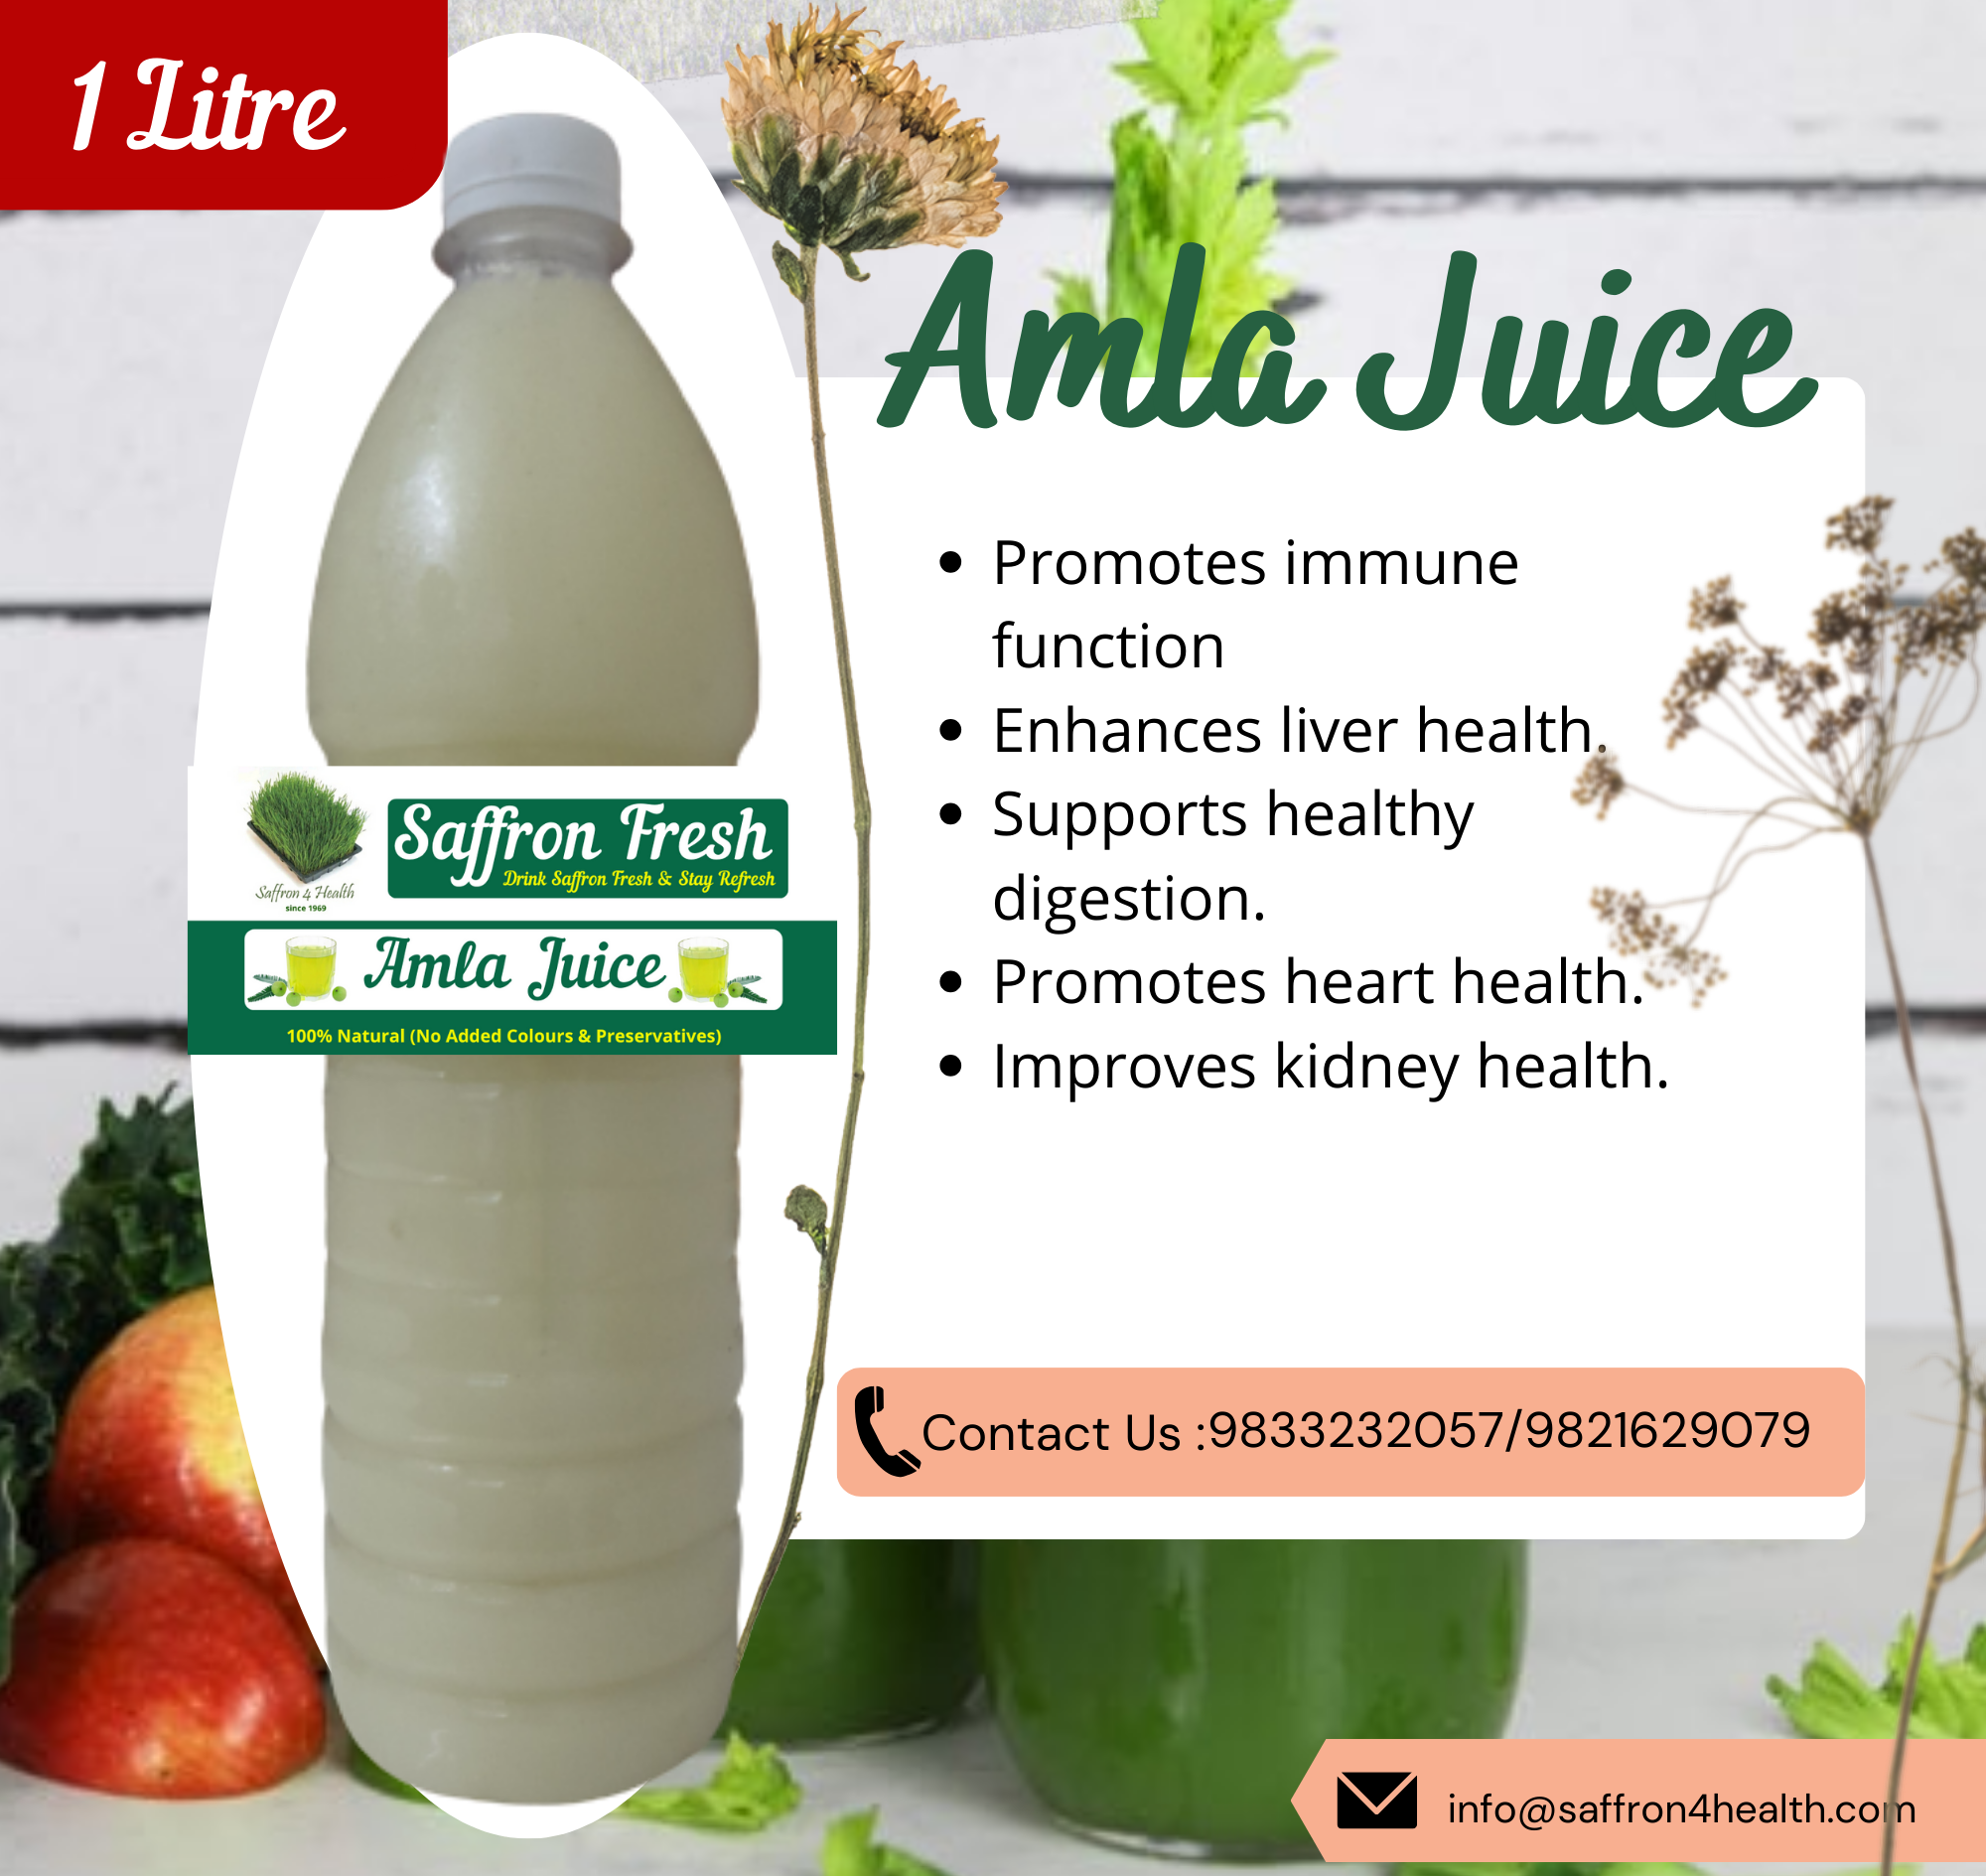 1 Litre
Amla Juice
• Promotes immune
function
• Enhances liver health.
• Supports healthy
digestion.
• Promotes heart health.
• Improves kidney health.
Saffron 4 Health
since 1969
Saffron Fresh
Drink Saffron Fresh & Stay Refresh
Amla Juice
100% Natural (No Added Colours & Preservatives)
Contact Us :9833232057/9821629079
info@saffron4health.com